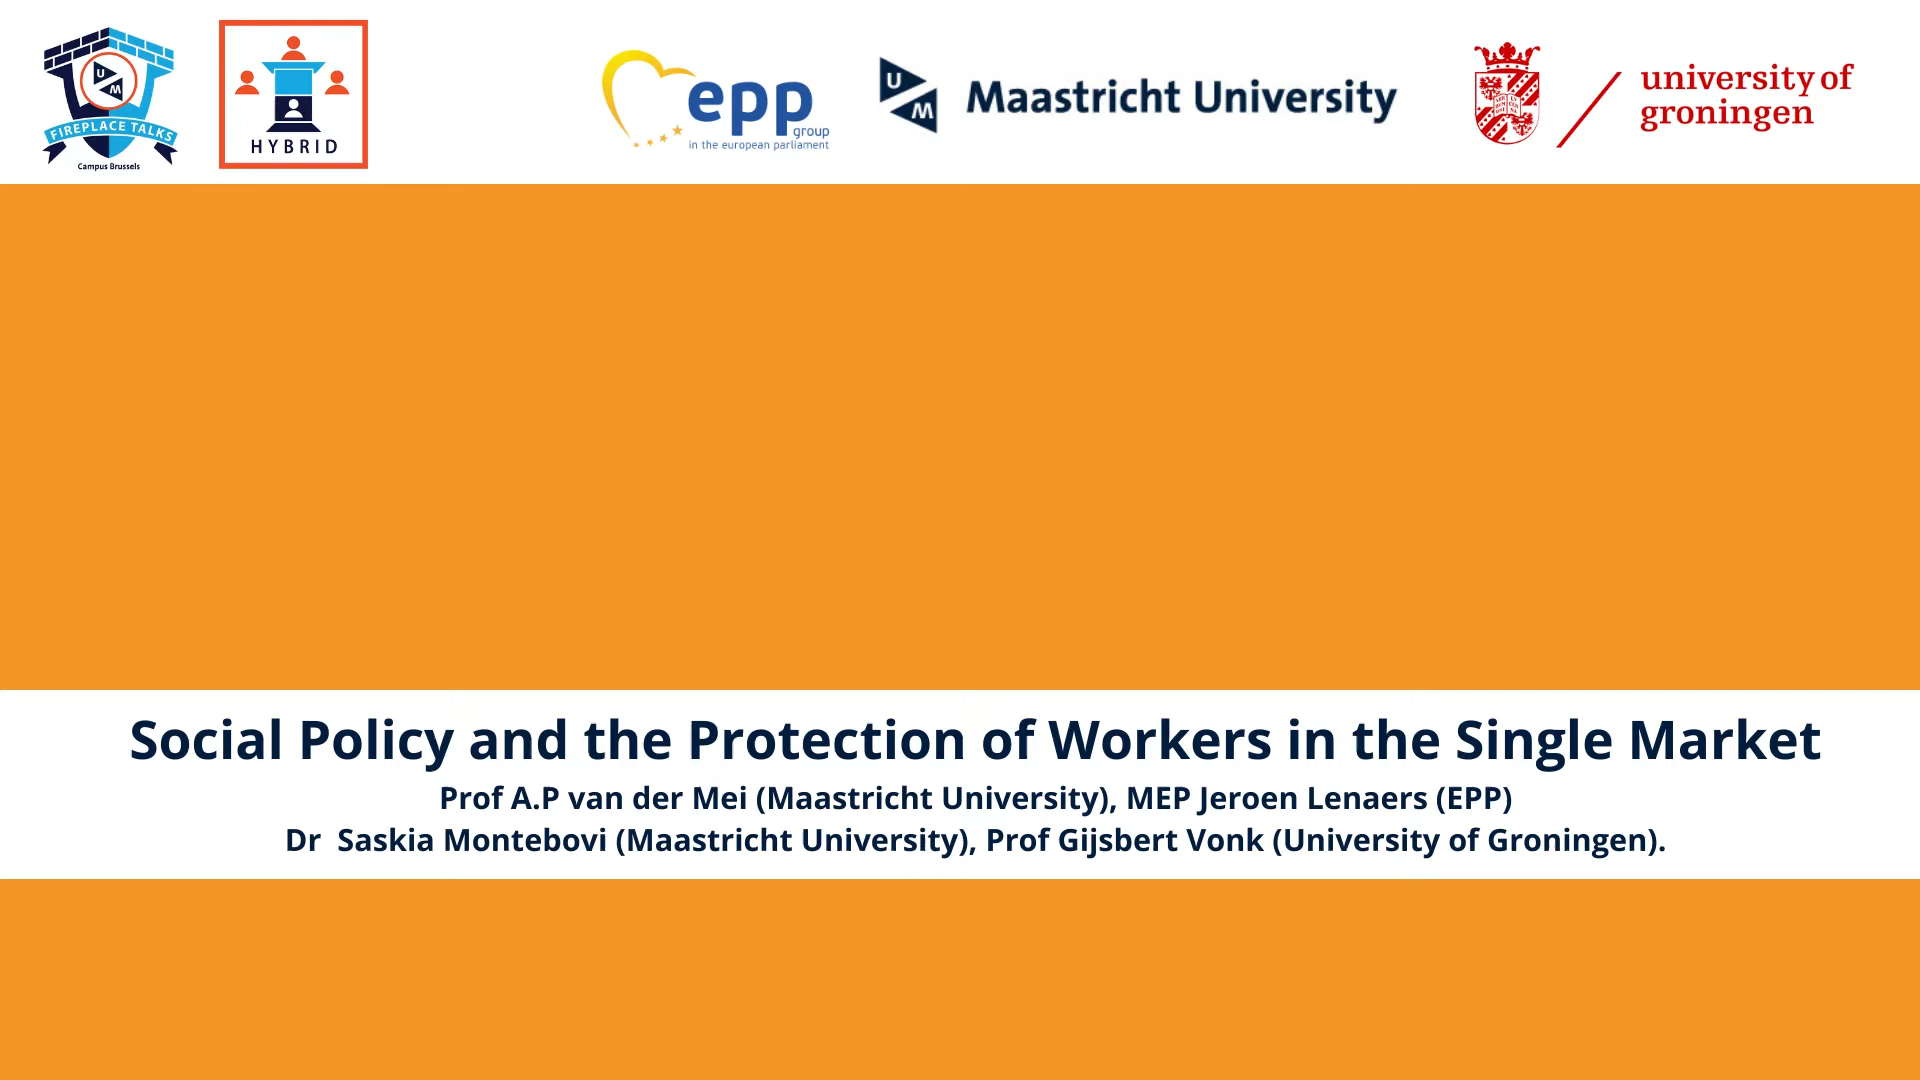 U
M
FIREPLACE TALKS
Campus Brussels
HYBRID
epp
group
in the european parliament
U
M
Maastricht University
university of
groningen
Social Policy and the Protection of Workers in the Single Market
Prof A.P van der Mei (Maastricht University), MEP Jeroen Lenaers (EPP)
Dr  Saskia Montebovi (Maastricht University), Prof Gijsbert Vonk (University of Groningen).